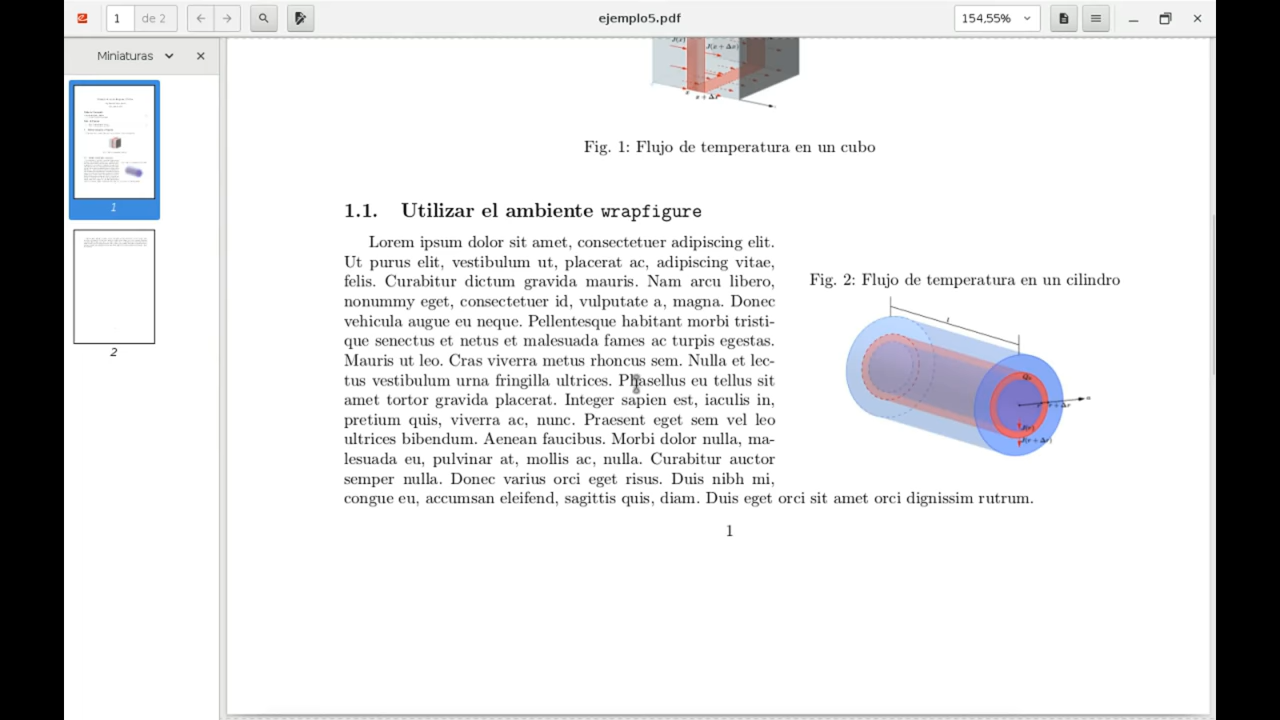 1
de 2
ejemplo5.pdf
154,55%
Miniaturas
1
2
J(x)
J(x + Δx)
x
x + Δx
Fig. 1: Flujo de temperatura en un cubo
1.1. Utilizar el ambiente wrapfigure
Lorem ipsum dolor sit amet, consectetuer adipiscing elit.
Ut purus elit, vestibulum ut, placerat ac, adipiscing vitae,
felis. Curabitur dictum gravida mauris. Nam arcu libero,
nonummy eget, consectetuer id, vulputate a, magna. Donec
vehicula augue eu neque. Pellentesque habitant morbi tristi-
que senectus et netus et malesuada fames ac turpis egestas.
Mauris ut leo. Cras viverra metus rhoncus sem. Nulla et lec-
tus vestibulum urna fringilla ultrices. Phasellus eu tellus sit
amet tortor gravida placerat. Integer sapien est, iaculis in,
pretium quis, viverra ac, nunc. Praesent eget sem vel leo
ultrices bibendum. Aenean faucibus. Morbi dolor nulla, ma-
lesuada eu, pulvinar at, mollis ac, nulla. Curabitur auctor
semper nulla. Donec varius orci eget risus. Duis nibh mi,
congue eu, accumsan eleifend, sagittis quis, diam. Duis eget orci sit amet orci dignissim rutrum.
Fig. 2: Flujo de temperatura en un cilindro
r + Δr
J(r)
J(r + Δr)
1